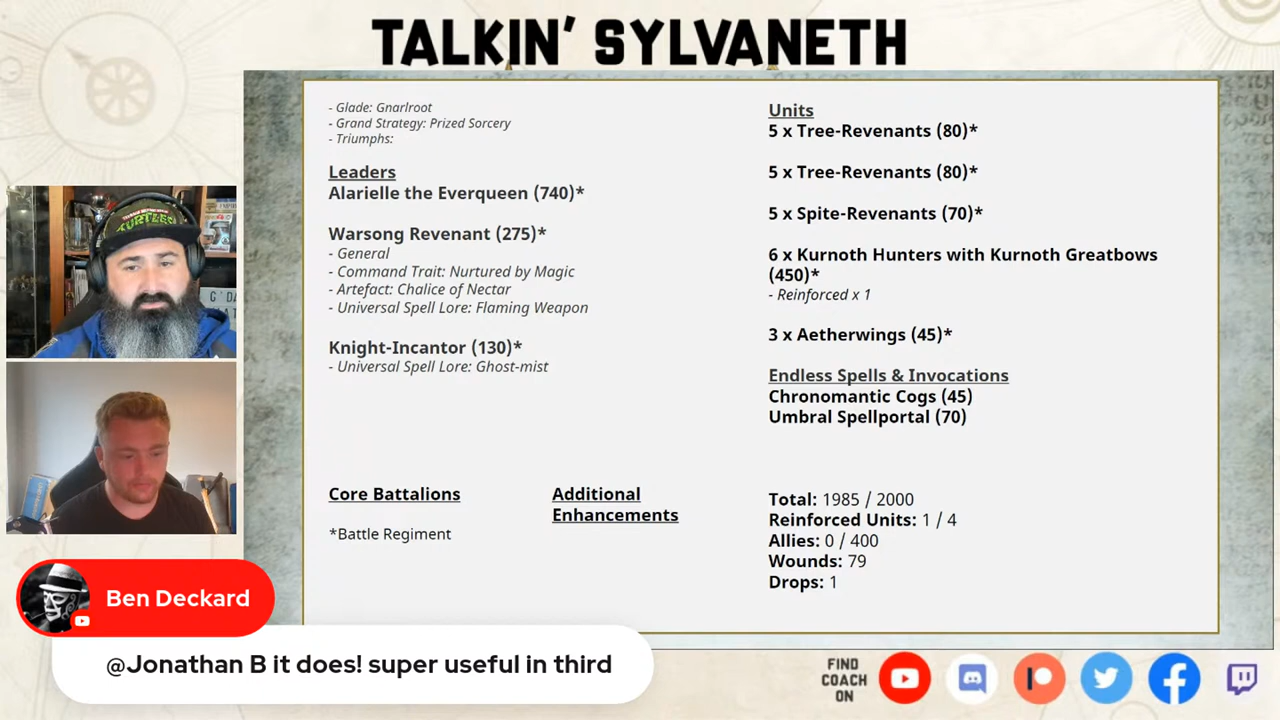 TALKIN' SYLVANETH
- Glade: Gnarlroot
- Grand Strategy: Prized Sorcery
- Triumphs:
Leaders
Alarielle the Everqueen (740)*
Warsong Revenant (275)*
- General
- Command Trait: Nurtured by Magic
- Artefact: Chalice of Nectar
- Universal Spell Lore: Flaming Weapon
Knight-Incantor (130)*
- Universal Spell Lore: Ghost-mist
Core Battalions
*Battle Regiment
Additional
Enhancements
Units
5 x Tree-Revenants (80)*
5 x Tree-Revenants (80)*
5 x Spite-Revenants (70)*
6 x Kurnoth Hunters with Kurnoth Greatbows
(450)*
- Reinforced x 1
3 x Aetherwings (45)*
Endless Spells & Invocations
Chronomantic Cogs (45)
Umbral Spellportal (70)
Total: 1985 / 2000
Reinforced Units: 1 / 4
Allies: 0 / 400
Wounds: 79
Drops: 1
Ben Deckard
@Jonathan B it does! super useful in third
FIND
COACH
ON